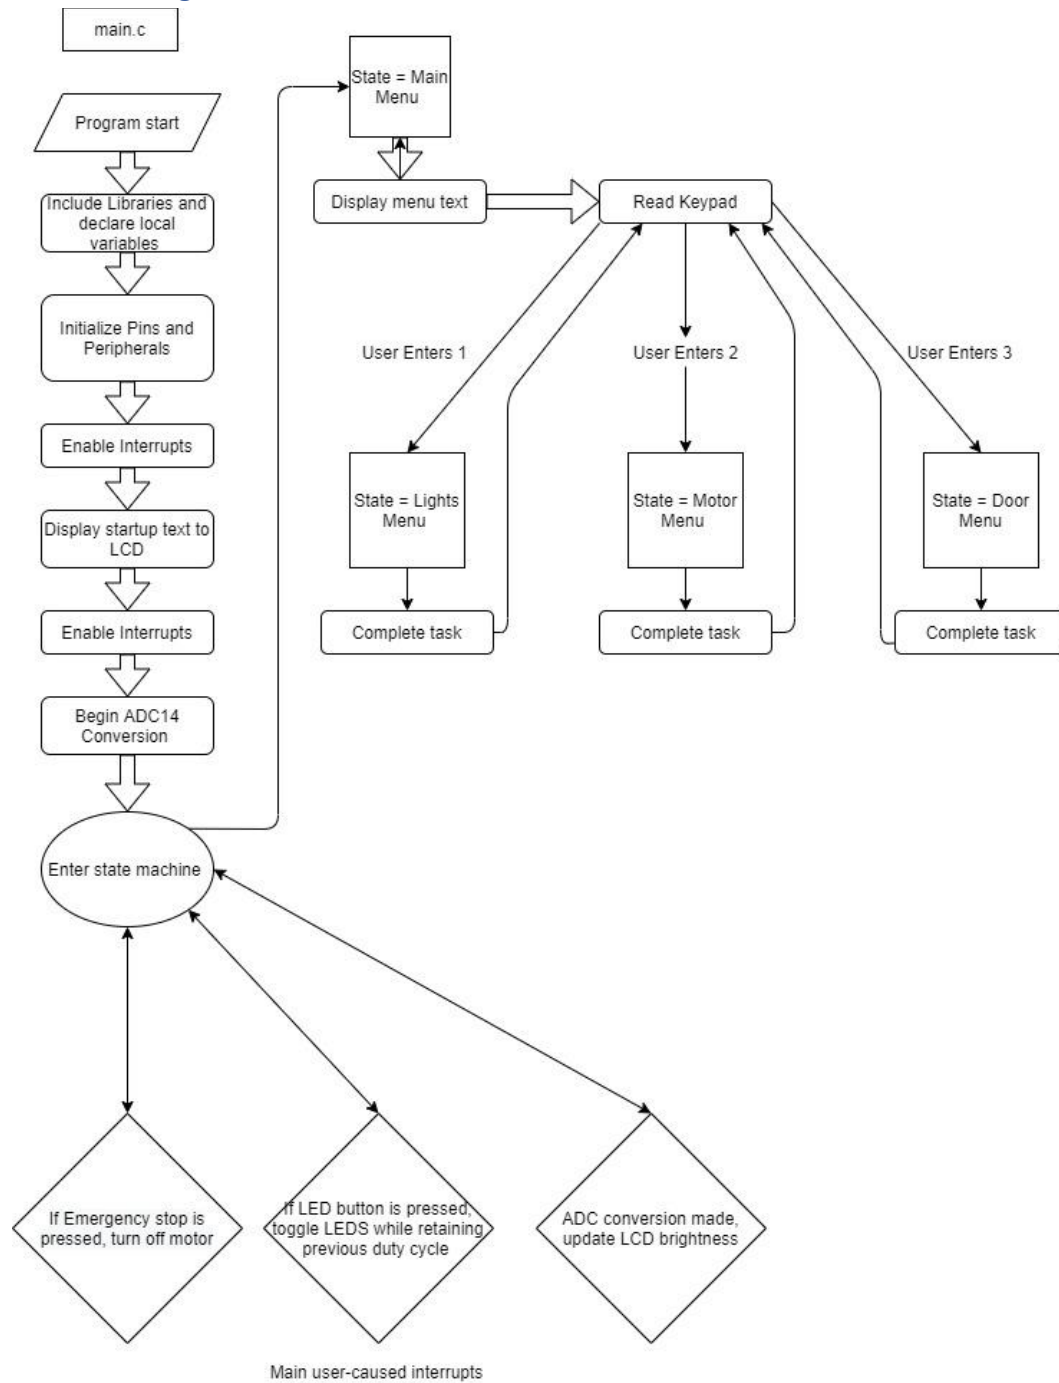 main.c
Program start
Include Libraries and
declare local
variables
Initialize Pins and
Peripherals
Enable Interrupts
Display startup text to
LCD
Enable Interrupts
Begin ADC14
Conversion
Enter state machine
State = Main
Menu
Display menu text
Read Keypad
User Enters 1
User Enters 2
User Enters 3
State = Lights
Menu
State = Motor
Menu
State = Door
Menu
Complete task
Complete task
Complete task
If Emergency stop is
pressed, turn off motor
If LED button is pressed,
toggle LEDS while retaining
previous duty cycle
ADC conversion made,
update LCD brightness
Main user-caused interrupts